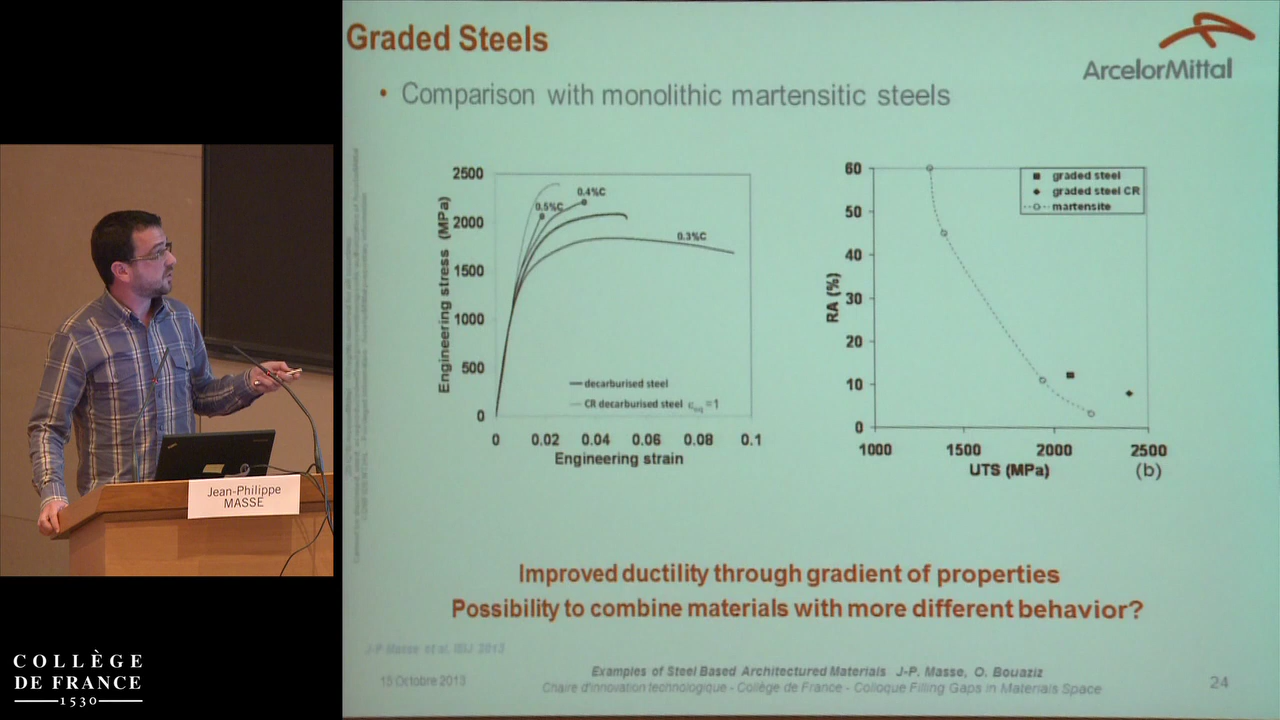 Graded Steels
ArcelorMittal
• Comparison with monolithic martensitic steels
2500
2000
1500
1000
500
0
Engineering stress (MPa)
0.5%C
0.4%C
0.3%C
decarburised steel
CR decarburised steel εeq =1
0 0.02 0.04 0.06 0.08 0.1
Engineering strain
60
50
40
30
20
10
0
RA (%)
graded steel
graded steel CR
martensite
1000 1500 2000 2500
UTS (MPa)
(b)
Improved ductility through gradient of properties
Possibility to combine materials with more different behavior?
J-P Masse et al, ISIJ 2013
Examples of Steel Based Architectured Materials J-P. Masse, O. Bouaziz
15 Octobre 2013
Chaire d'innovation technologique - Collège de France - Colloque Filling Gaps in Materials Space
24
Jean-Philippe
MASSE
COLLÈGE
DE FRANCE
1530